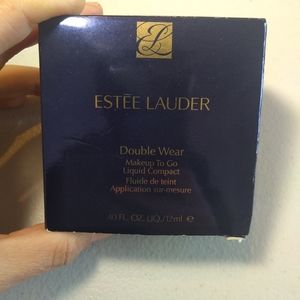 EL
ESTĒE LAUDER
Double Wear
Makeup To Go
Liquid Compact
Fluide de teint
Application sur-mesure
.40 FL. OZ. LIQ./12ml ℮